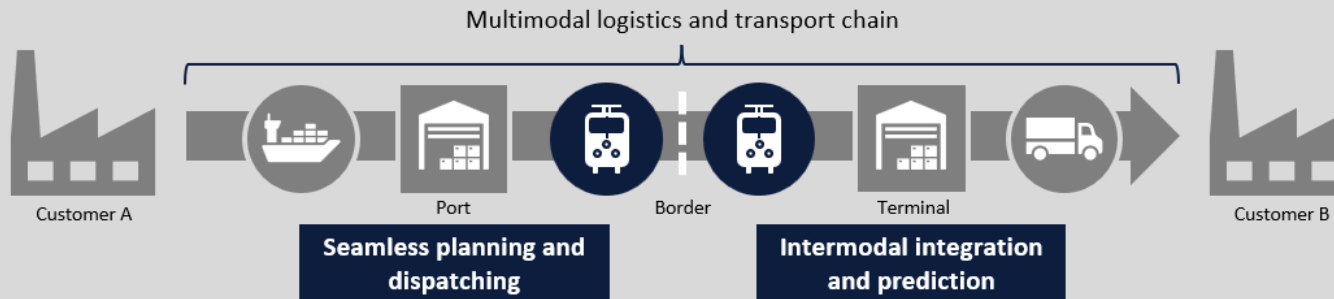 Multimodal logistics and transport chain
Customer A
Port
Border
Terminal
Customer B
Seamless planning and
dispatching
Intermodal integration
and prediction